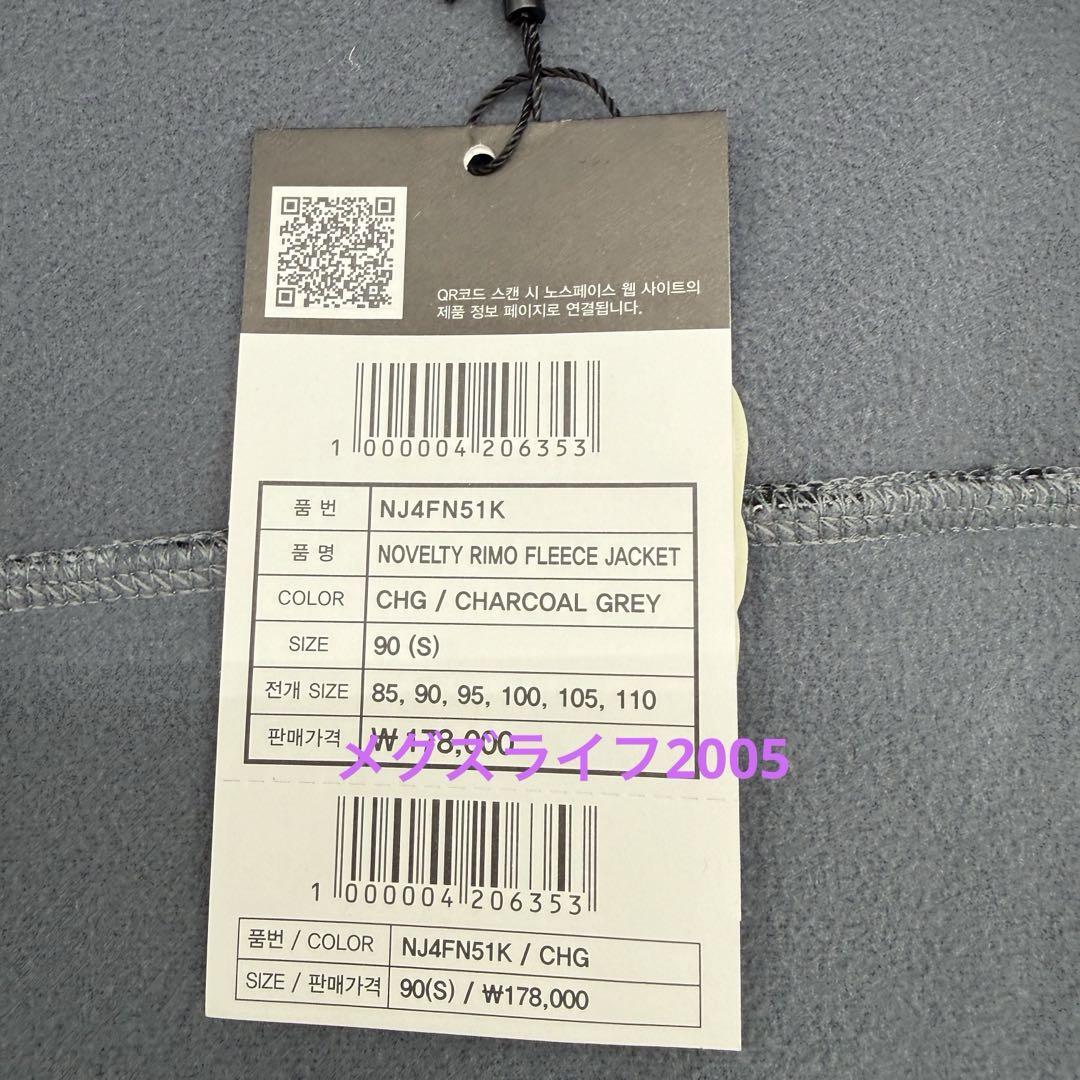 QR코드 스캔 시 노스페이스 웹 사이트의
제품 정보 페이지로 연결됩니다.
1 000004 206353
품 번 NJ4FN51K
품 명 NOVELTY RIMO FLEECE JACKET
COLOR CHG / CHARCOAL GREY
SIZE 90 (S)
전개 SIZE 85, 90, 95, 100, 105, 110
판매가격 ₩ 178,000
メグズライフ2005
1 000004 206353
품번 / COLOR NJ4FN51K / CHG
SIZE / 판매가격 90(S) / ₩178,000